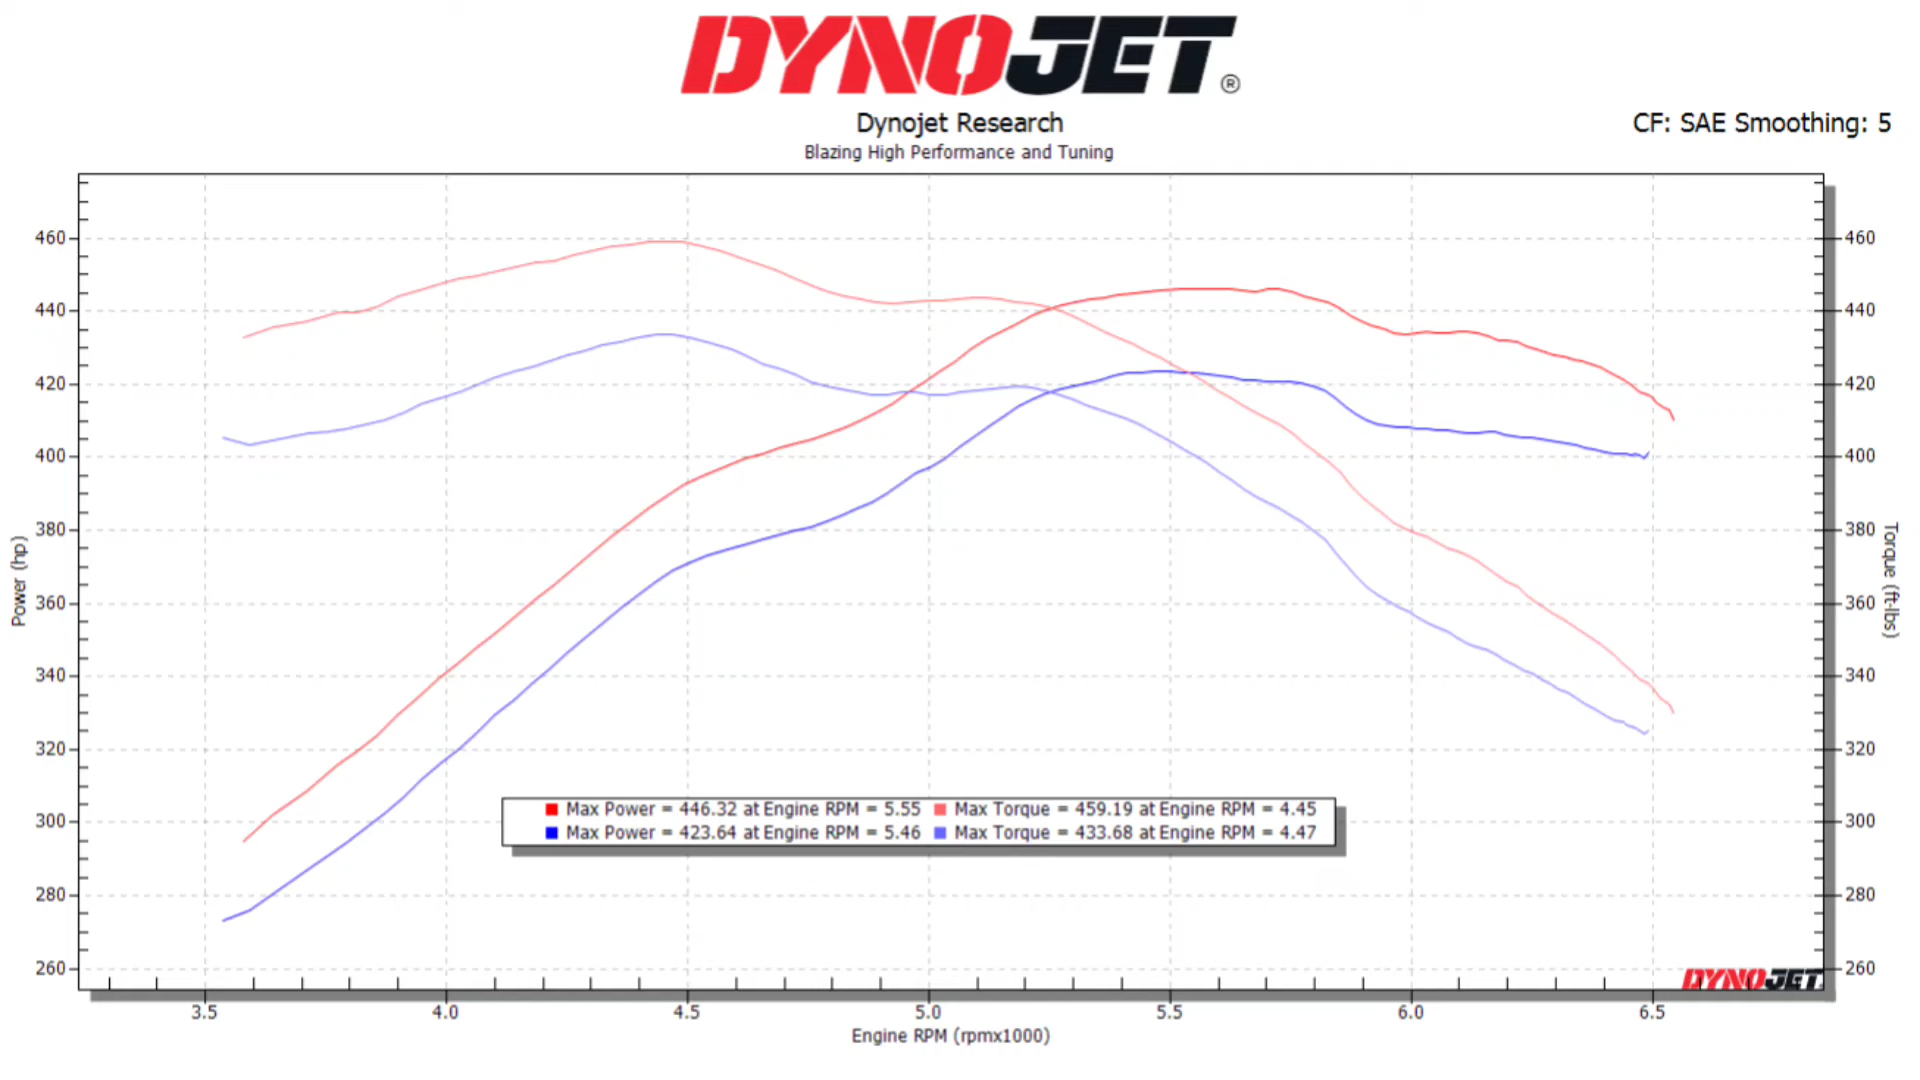 DYNOJET®
Dynojet Research
CF: SAE Smoothing: 5
Blazing High Performance and Tuning
460 460
440 440
420 420
400 400
380 380
360 360
340 340
320 320
300 300
280 280
260 260
Power (hp)
Torque (ft-lbs)
Max Power = 446.32 at Engine RPM = 5.55 Max Torque = 459.19 at Engine RPM = 4.45
Max Power = 423.64 at Engine RPM = 5.46 Max Torque = 433.68 at Engine RPM = 4.47
DYNOJET
3.5 4.0 4.5 5.0 5.5 6.0 6.5
Engine RPM (rpmx1000)